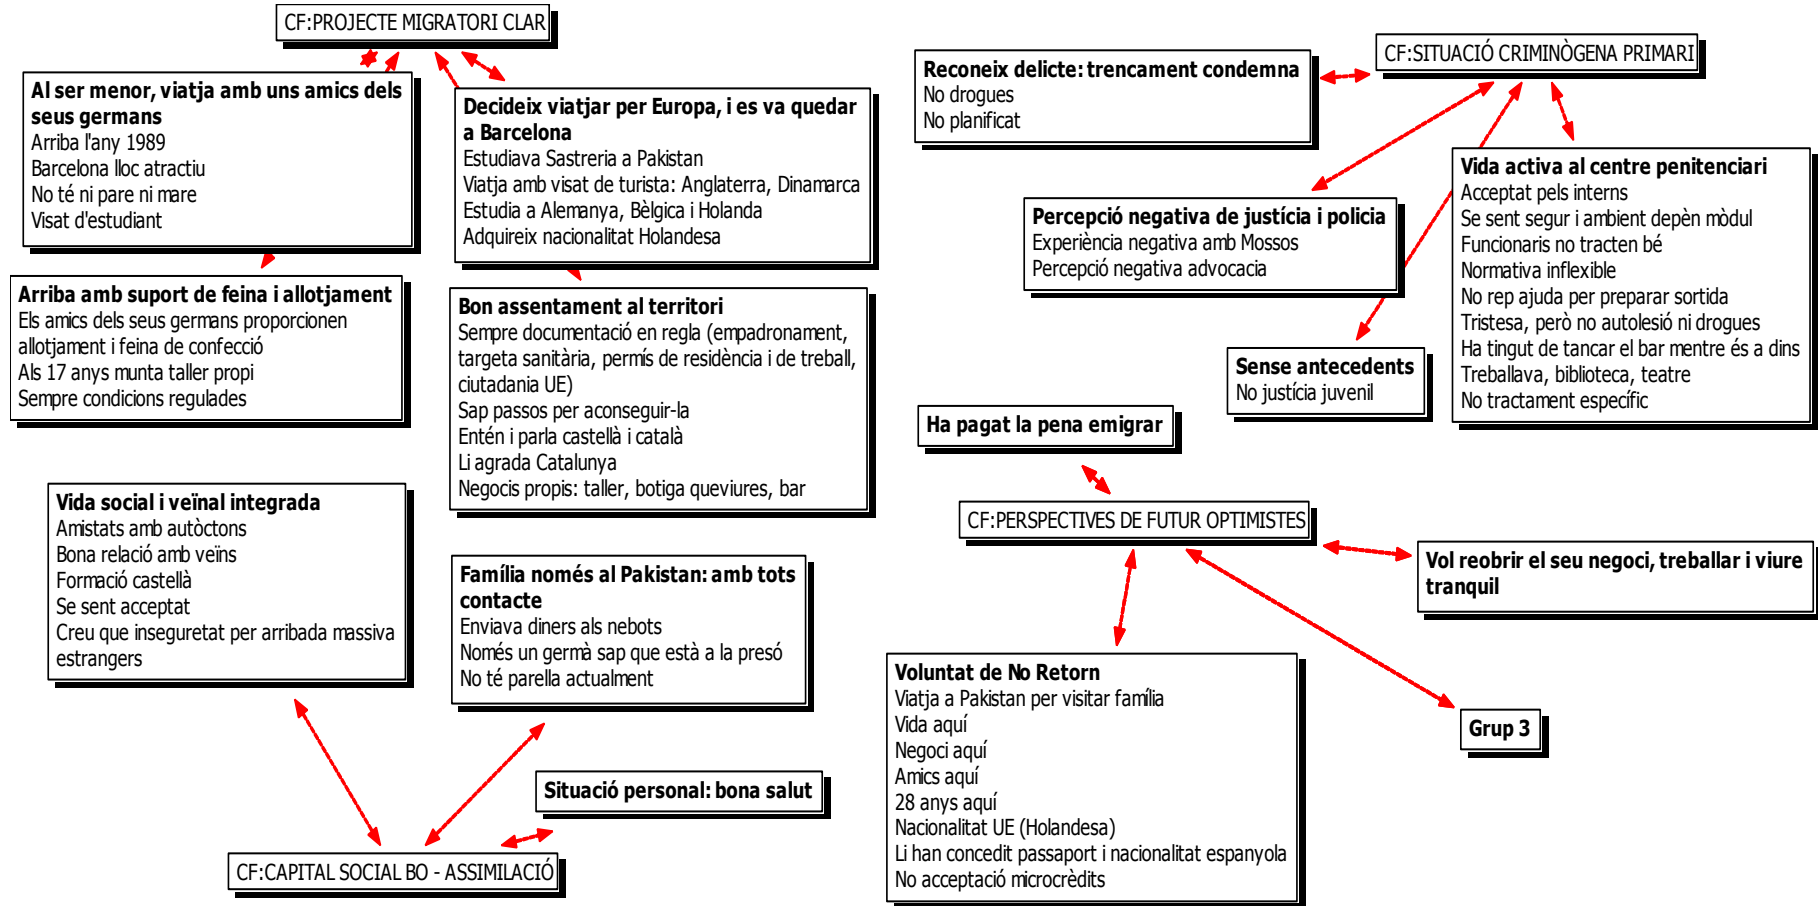 CF:PROJECTE MIGRATORI CLAR
Al ser menor, viatja amb uns amics dels
seus germans
Arriba l'any 1989
Barcelona lloc atractiu
No té ni pare ni mare
Visat d'estudiant
Decideix viatjar per Europa, i es va quedar
a Barcelona
Estudiava Sastreria a Pakistan
Viatja amb visat de turista: Anglaterra, Dinamarca
Estudia a Alemanya, Bèlgica i Holanda
Adquireix nacionalitat Holandesa
Arriba amb suport de feina i allotjament
Els amics dels seus germans proporcionen
allotjament i feina de confecció
Als 17 anys munta taller propi
Sempre condicions regulades
Bon assentament al territori
Sempre documentació en regla (empadronament,
targeta sanitària, permís de residència i de treball,
ciutadania UE)
Sap passos per aconseguir-la
Entén i parla castellà i català
Li agrada Catalunya
Negocis propis: taller, botiga queviures, bar
Vida social i veïnal integrada
Amistats amb autòctons
Bona relació amb veïns
Formació castellà
Se sent acceptat
Creu que inseguretat per arribada massiva
estrangers
Família només al Pakistan: amb tots
contacte
Enviava diners als nebots
Només un germà sap que està a la presó
No té parella actualment
Situació personal: bona salut
CF:CAPITAL SOCIAL BO - ASSIMILACIÓ
CF:SITUACIÓ CRIMINÒGENA PRIMARI
Reconeix delicte: trencament condemna
No drogues
No planificat
Percepció negativa de justícia i policia
Experiència negativa amb Mossos
Percepció negativa advocacia
Vida activa al centre penitenciari
Acceptat pels interns
Se sent segur i ambient depèn mòdul
Funcionaris no tracten bé
Normativa inflexible
No rep ajuda per preparar sortida
Tristesa, però no autolesió ni drogues
Ha tingut de tancar el bar mentre és a dins
Treballava, biblioteca, teatre
No tractament específic
Sense antecedents
No justícia juvenil
Ha pagat la pena emigrar
CF:PERSPECTIVES DE FUTUR OPTIMISTES
Vol reobrir el seu negoci, treballar i viure
tranquil
Voluntat de No Retorn
Viatja a Pakistan per visitar família
Vida aquí
Negoci aquí
Amics aquí
28 anys aquí
Nacionalitat UE (Holandesa)
Li han concedit passaport i nacionalitat espanyola
No acceptació microcrèdits
Grup 3